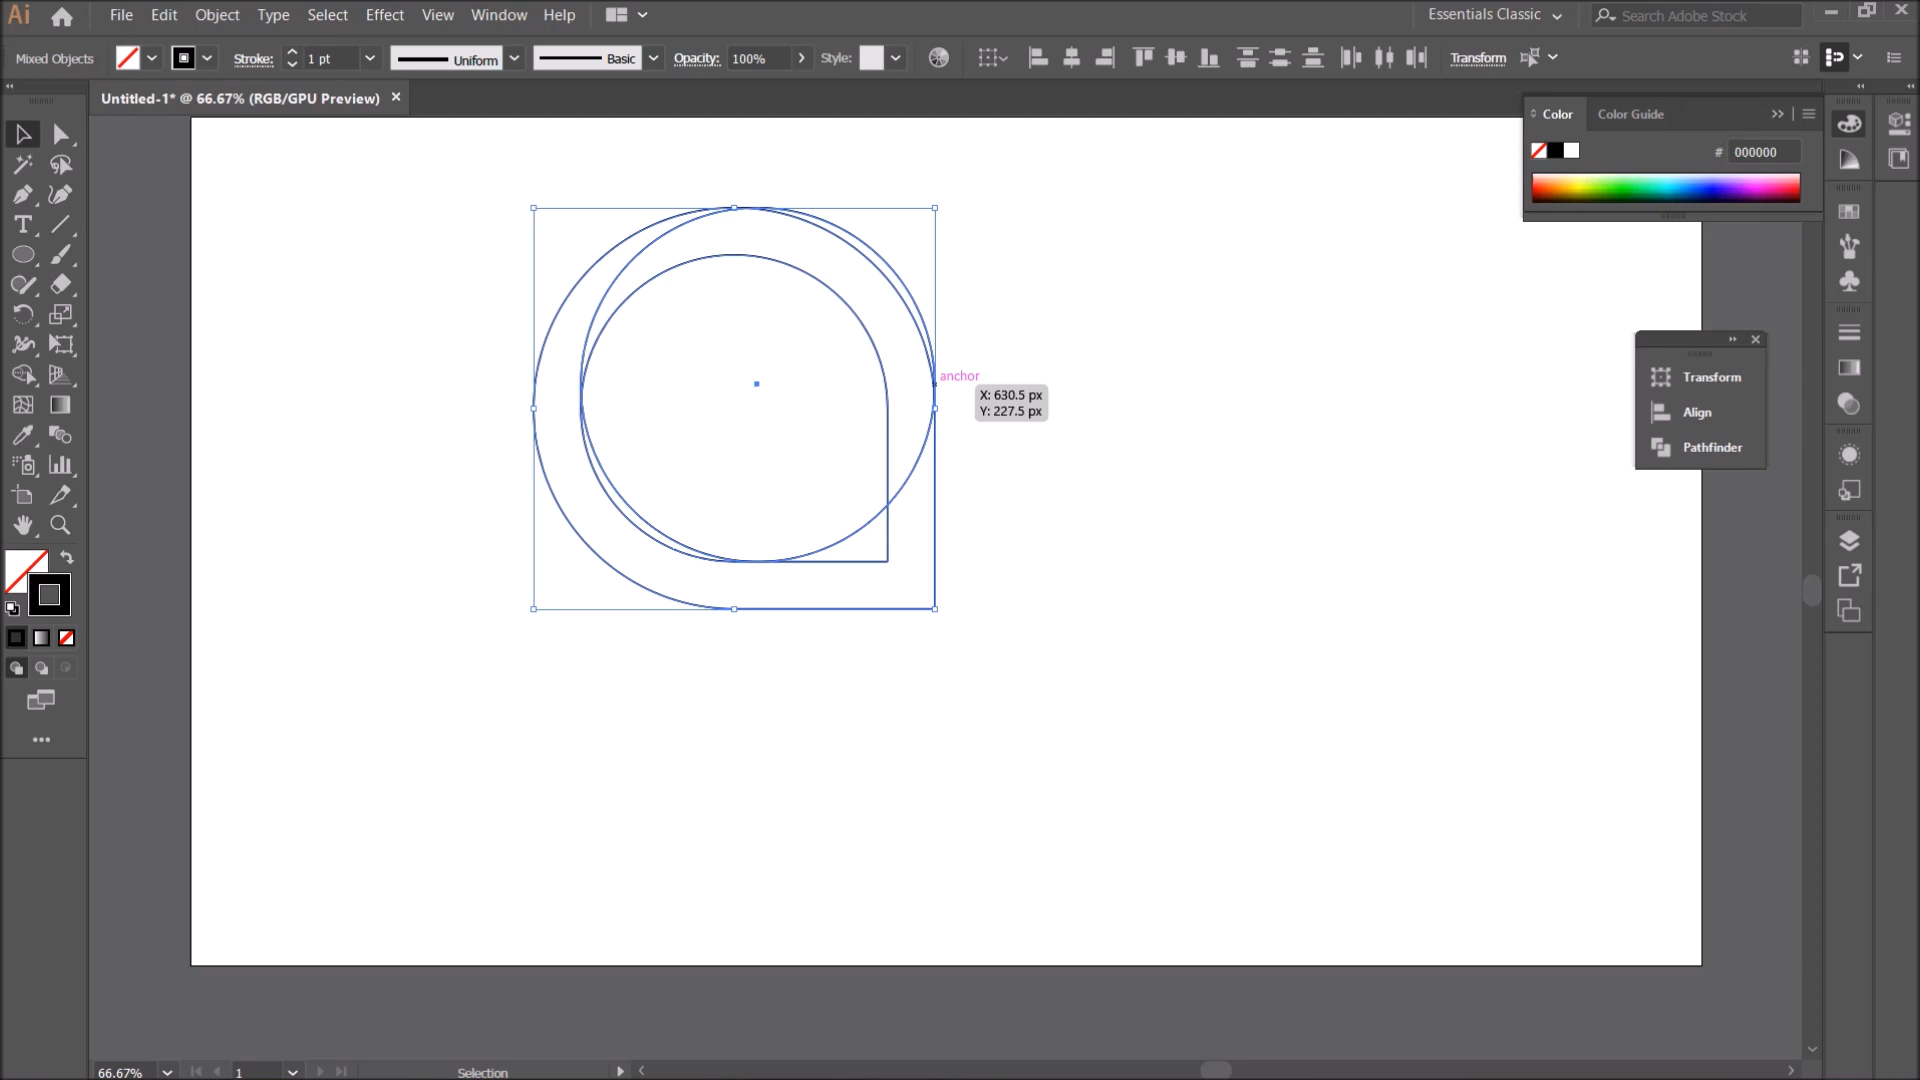 Ai File Edit Object Type Select Effect View Window Help Essentials Classic Search Adobe Stock
Mixed Objects Stroke: 1 pt Uniform Basic Opacity: 100% Style: Transform
Untitled-1* @ 66.67% (RGB/GPU Preview) ×
Color Color Guide
# 000000
anchor
X: 630.5 px
Y: 227.5 px
Transform
Align
Pathfinder
66.67% 1 Selection